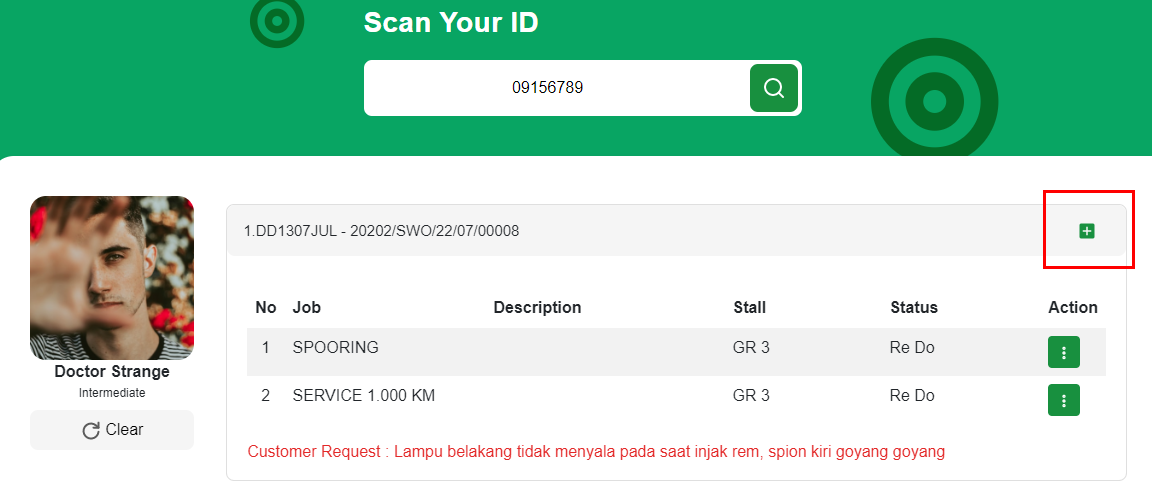 Scan Your ID
09156789
1.DD1307JUL - 20202/SWO/22/07/00008
No Job Description Stall Status Action
1 SPOORING GR 3 Re Do
2 SERVICE 1.000 KM GR 3 Re Do
Customer Request : Lampu belakang tidak menyala pada saat injak rem, spion kiri goyang goyang
Doctor Strange
Intermediate
Clear